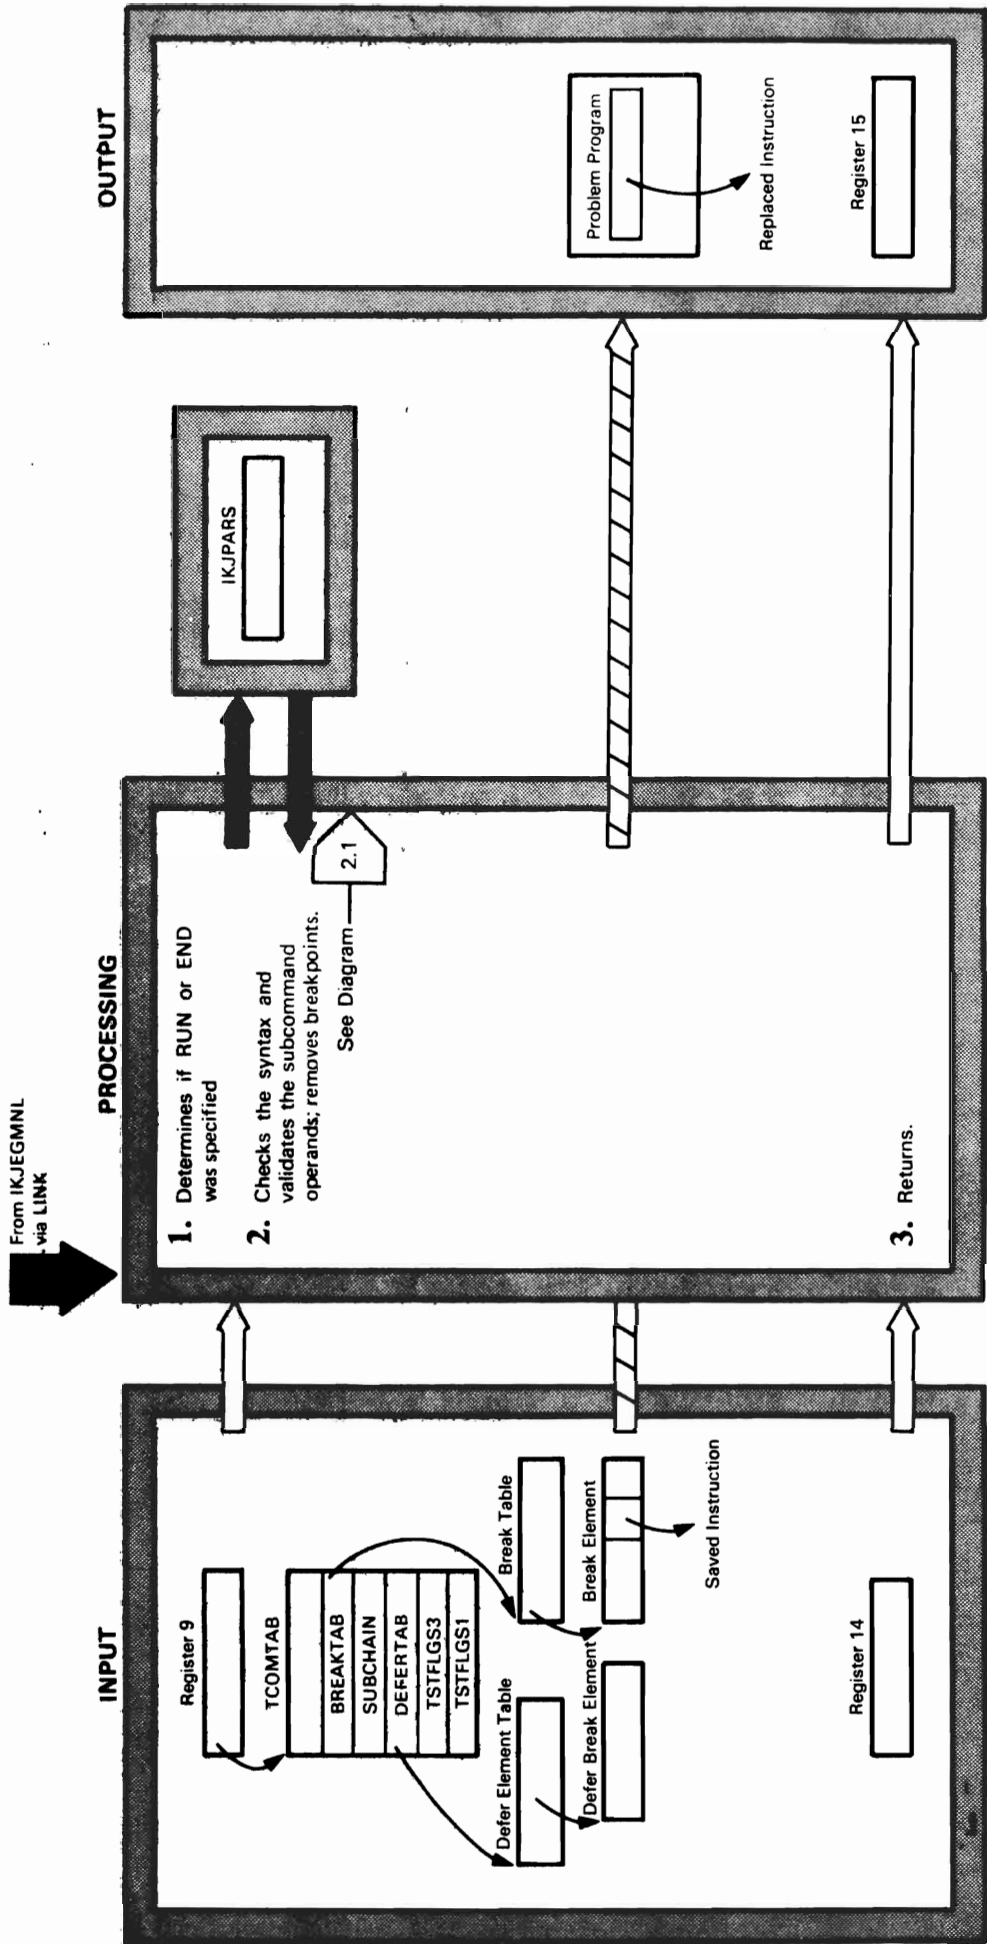 From IKJEGMNL
via LINK
INPUT
PROCESSING
OUTPUT
Register 9
TCOMTAB
BREAKTAB
SUBCHAIN
DEFERTAB
TSTFLGS3
TSTFLGS1
Defer Element Table
Break Table
Defer Break Element
Break Element
Saved Instruction
Register 14
1. Determines if RUN or END
was specified
2. Checks the syntax and
validates the subcommand
operands; removes breakpoints.
See Diagram
2.1
3. Returns.
IKJPARS
Problem Program
Replaced Instruction
Register 15